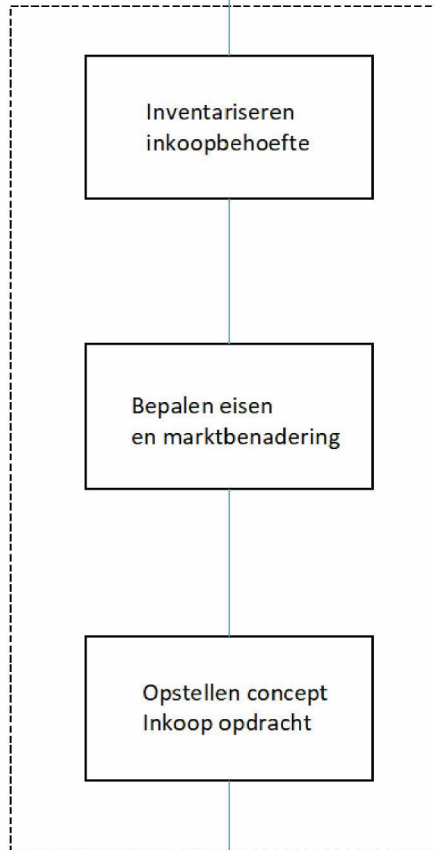 Inventariseren
inkoopbehoefte
Bepalen eisen
en marktbenadering
Opstellen concept
Inkoop opdracht